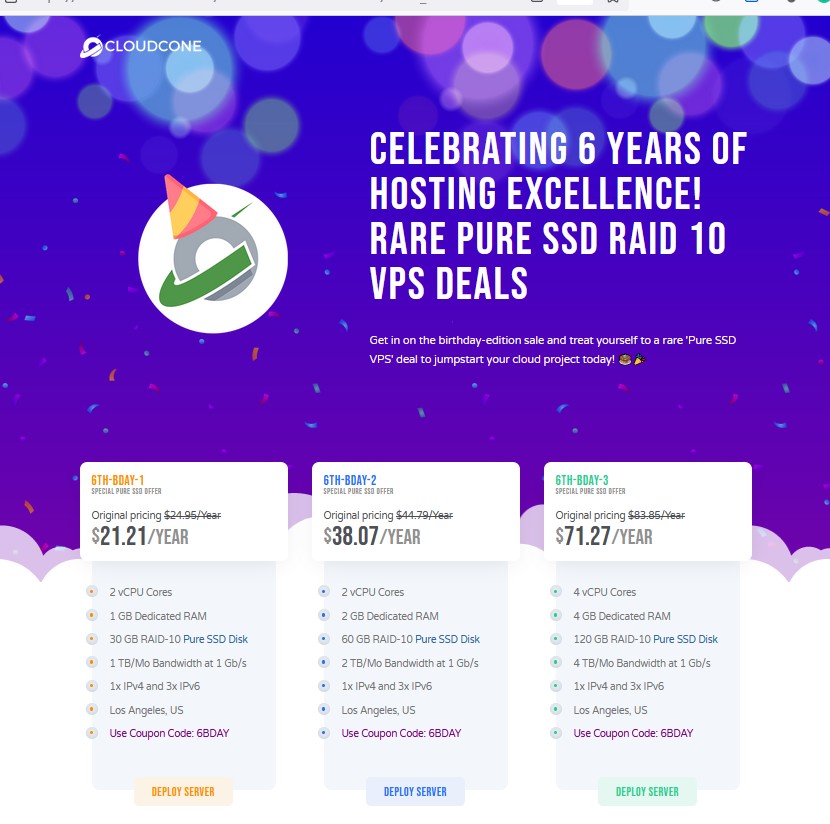 CLOUDCONE
CELEBRATING 6 YEARS OF
HOSTING EXCELLENCE!
RARE PURE SSD RAID 10
VPS DEALS
Get in on the birthday-edition sale and treat yourself to a rare 'Pure SSD
VPS' deal to jumpstart your cloud project today! 🎂🎉
6TH-BDAY-1
SPECIAL PURE SSD OFFER
Original pricing $24.95/Year
$21.21/YEAR
2 vCPU Cores
1 GB Dedicated RAM
30 GB RAID-10 Pure SSD Disk
1 TB/Mo Bandwidth at 1 Gb/s
1x IPv4 and 3x IPv6
Los Angeles, US
Use Coupon Code: 6BDAY
DEPLOY SERVER
6TH-BDAY-2
SPECIAL PURE SSD OFFER
Original pricing $44.79/Year
$38.07/YEAR
2 vCPU Cores
2 GB Dedicated RAM
60 GB RAID-10 Pure SSD Disk
2 TB/Mo Bandwidth at 1 Gb/s
1x IPv4 and 3x IPv6
Los Angeles, US
Use Coupon Code: 6BDAY
DEPLOY SERVER
6TH-BDAY-3
SPECIAL PURE SSD OFFER
Original pricing $83.85/Year
$71.27/YEAR
4 vCPU Cores
4 GB Dedicated RAM
120 GB RAID-10 Pure SSD Disk
4 TB/Mo Bandwidth at 1 Gb/s
1x IPv4 and 3x IPv6
Los Angeles, US
Use Coupon Code: 6BDAY
DEPLOY SERVER